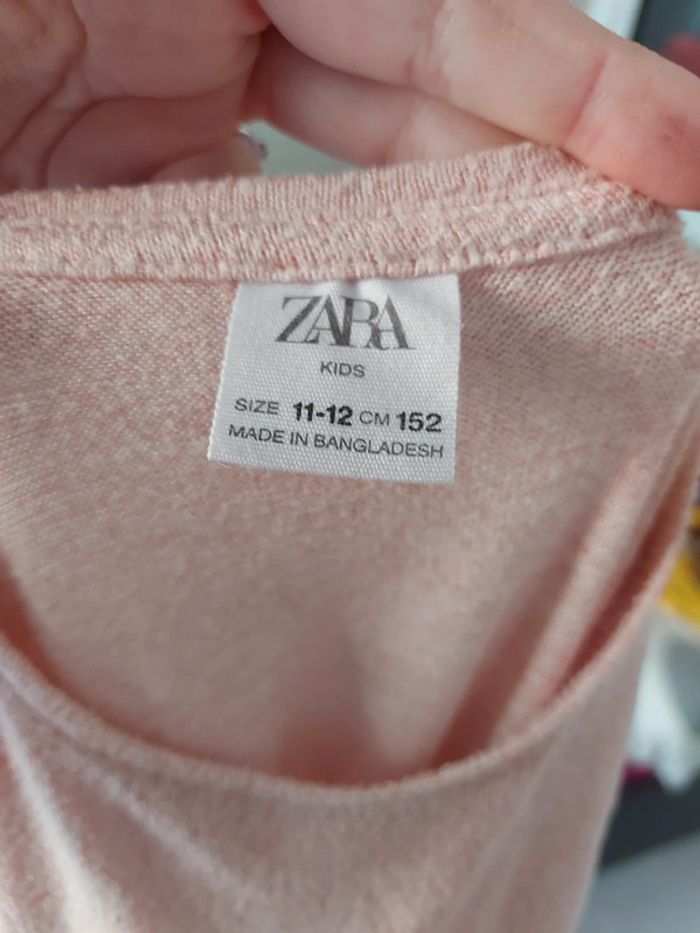 ZARA
KIDS
SIZE 11-12 CM 152
MADE IN BANGLADESH